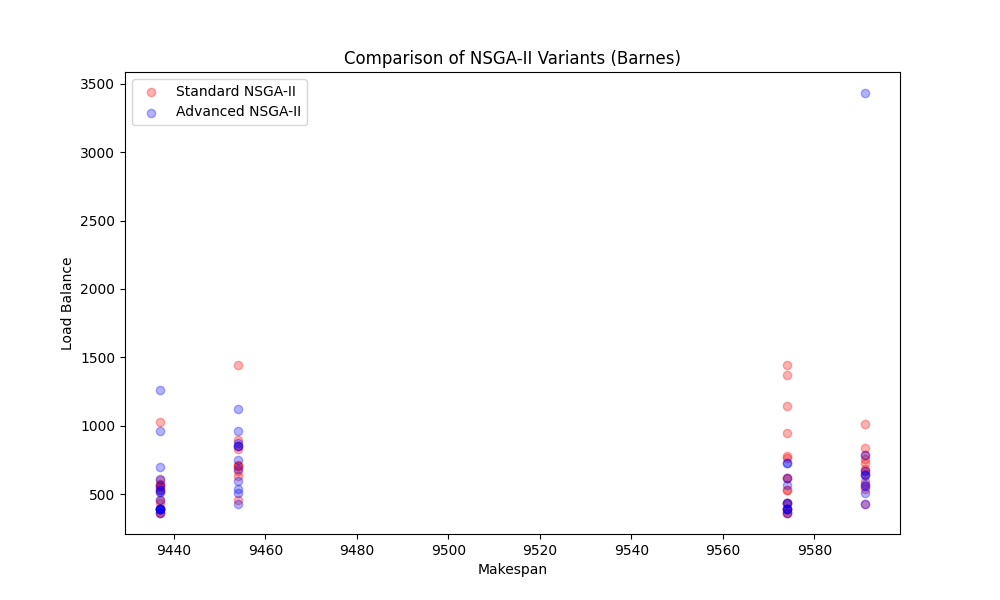 Comparison of NSGA-II Variants (Barnes)
Standard NSGA-II
Advanced NSGA-II
3500
3000
2500
2000
1500
1000
500
Load Balance
9440 9460 9480 9500 9520 9540 9560 9580
Makespan